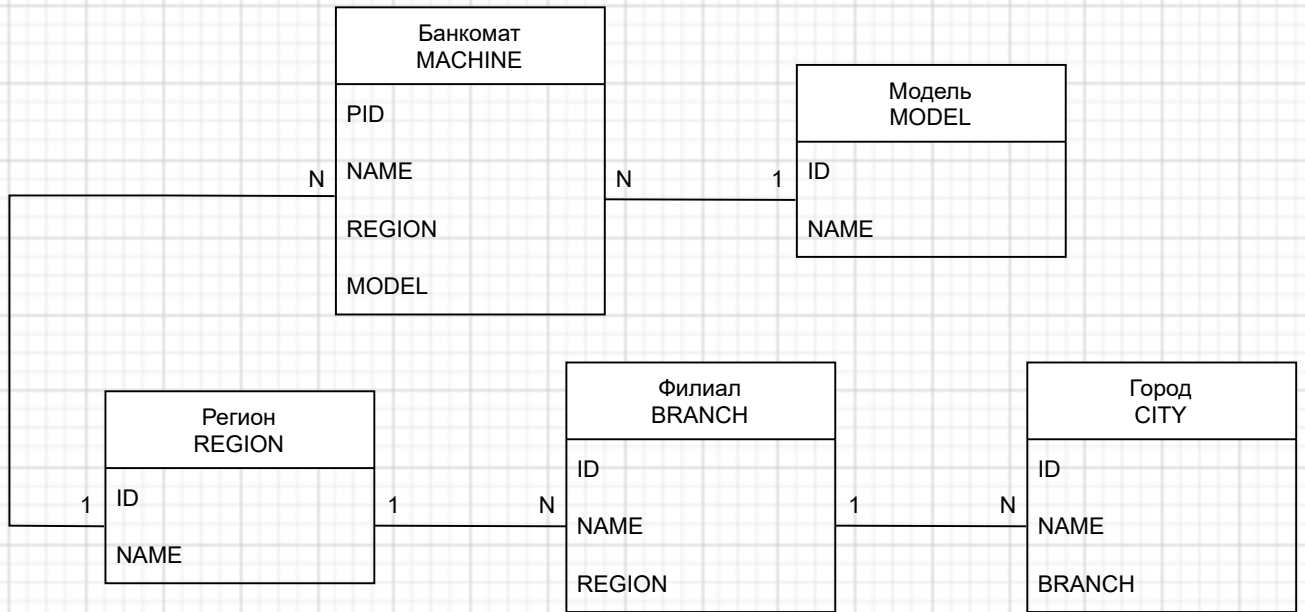 Банкомат
MACHINE
PID
NAME
REGION
MODEL
N
N
1
Модель
MODEL
ID
NAME
Регион
REGION
ID
NAME
1
1
N
Филиал
BRANCH
ID
NAME
REGION
1
N
Город
CITY
ID
NAME
BRANCH